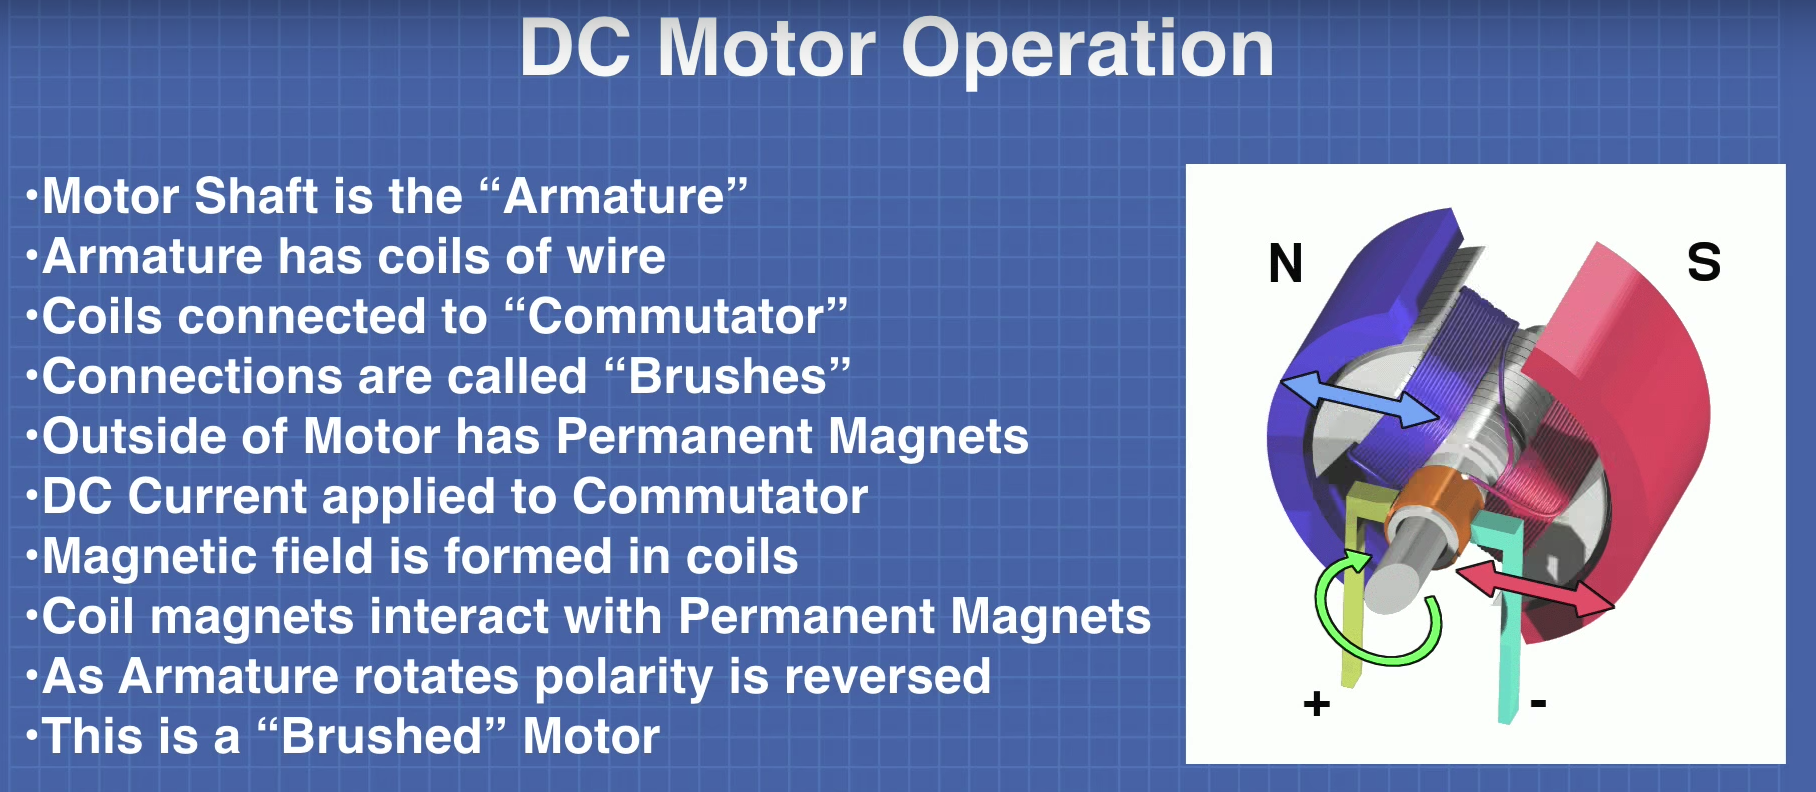 DC Motor Operation
•Motor Shaft is the “Armature”
•Armature has coils of wire
•Coils connected to “Commutator”
•Connections are called “Brushes”
•Outside of Motor has Permanent Magnets
•DC Current applied to Commutator
•Magnetic field is formed in coils
•Coil magnets interact with Permanent Magnets
•As Armature rotates polarity is reversed
•This is a “Brushed” Motor
N
S
+
-